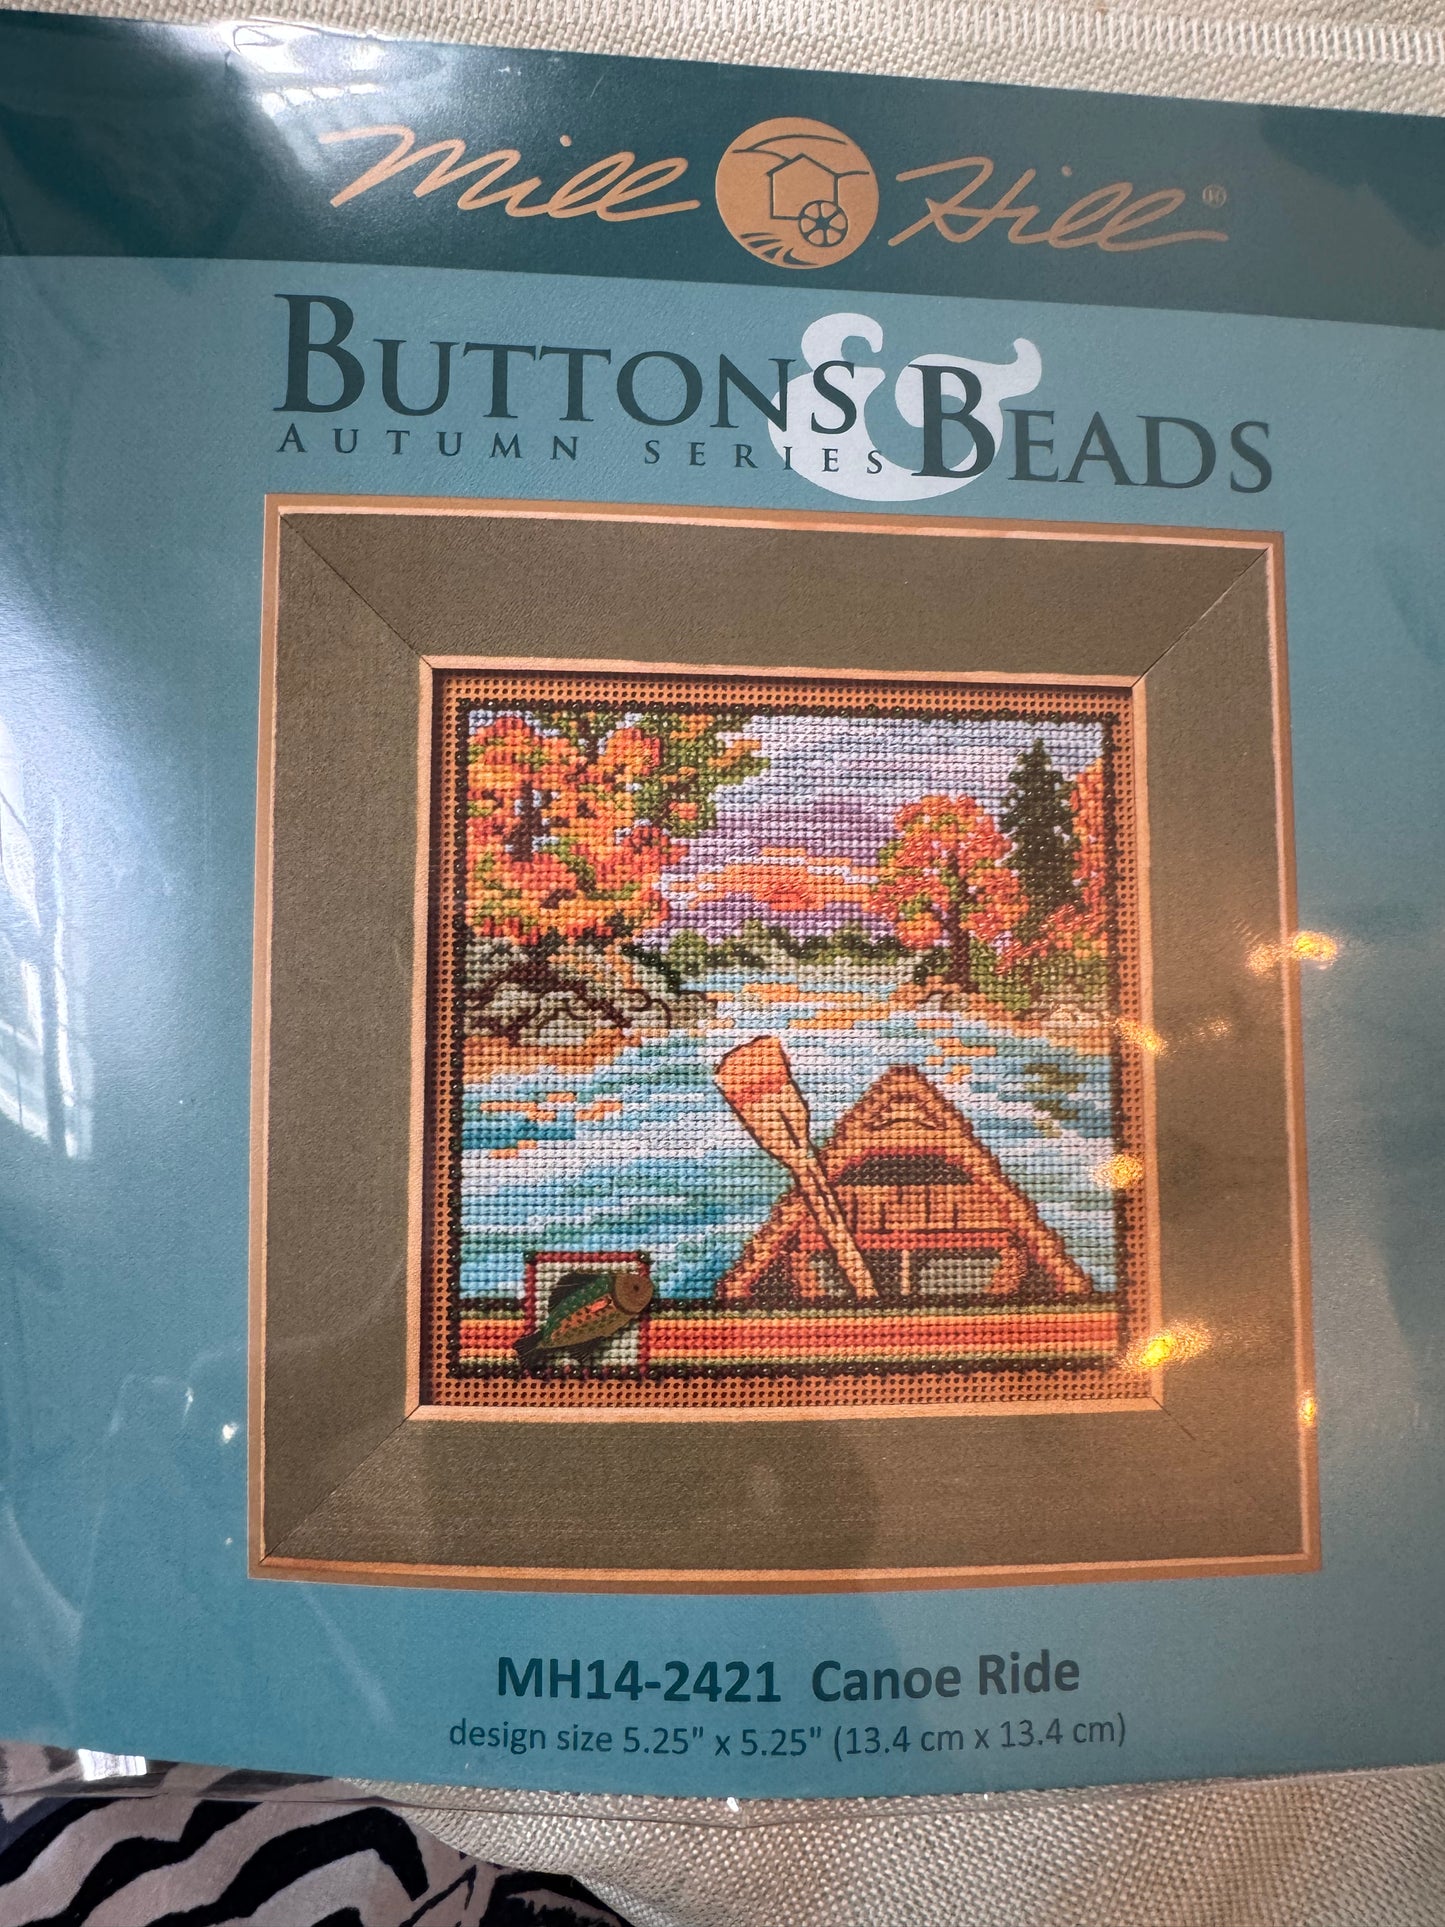 Mill Hill®
BUTTONS & BEADS
AUTUMN SERIES
MH14-2421 Canoe Ride
design size 5.25" x 5.25" (13.4 cm x 13.4 cm)